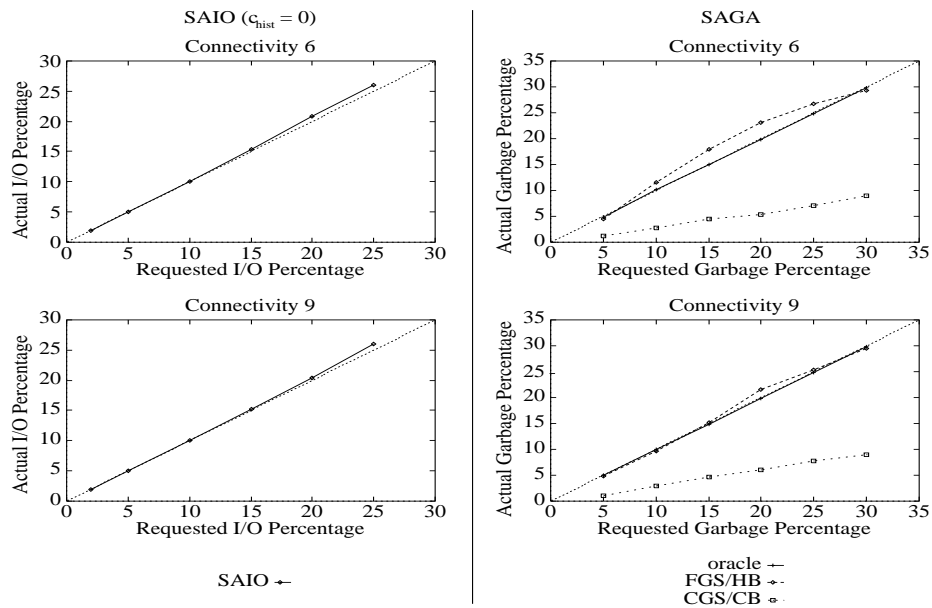 SAIO (c_hist = 0)
Connectivity 6
Actual I/O Percentage
30
25
20
15
10
5
0
0 5 10 15 20 25 30
Requested I/O Percentage
Connectivity 9
Actual I/O Percentage
30
25
20
15
10
5
0
0 5 10 15 20 25 30
Requested I/O Percentage
SAIO
SAGA
Connectivity 6
Actual Garbage Percentage
35
30
25
20
15
10
5
0
0 5 10 15 20 25 30 35
Requested Garbage Percentage
Connectivity 9
Actual Garbage Percentage
35
30
25
20
15
10
5
0
0 5 10 15 20 25 30 35
Requested Garbage Percentage
oracle
FGS/HB
CGS/CB